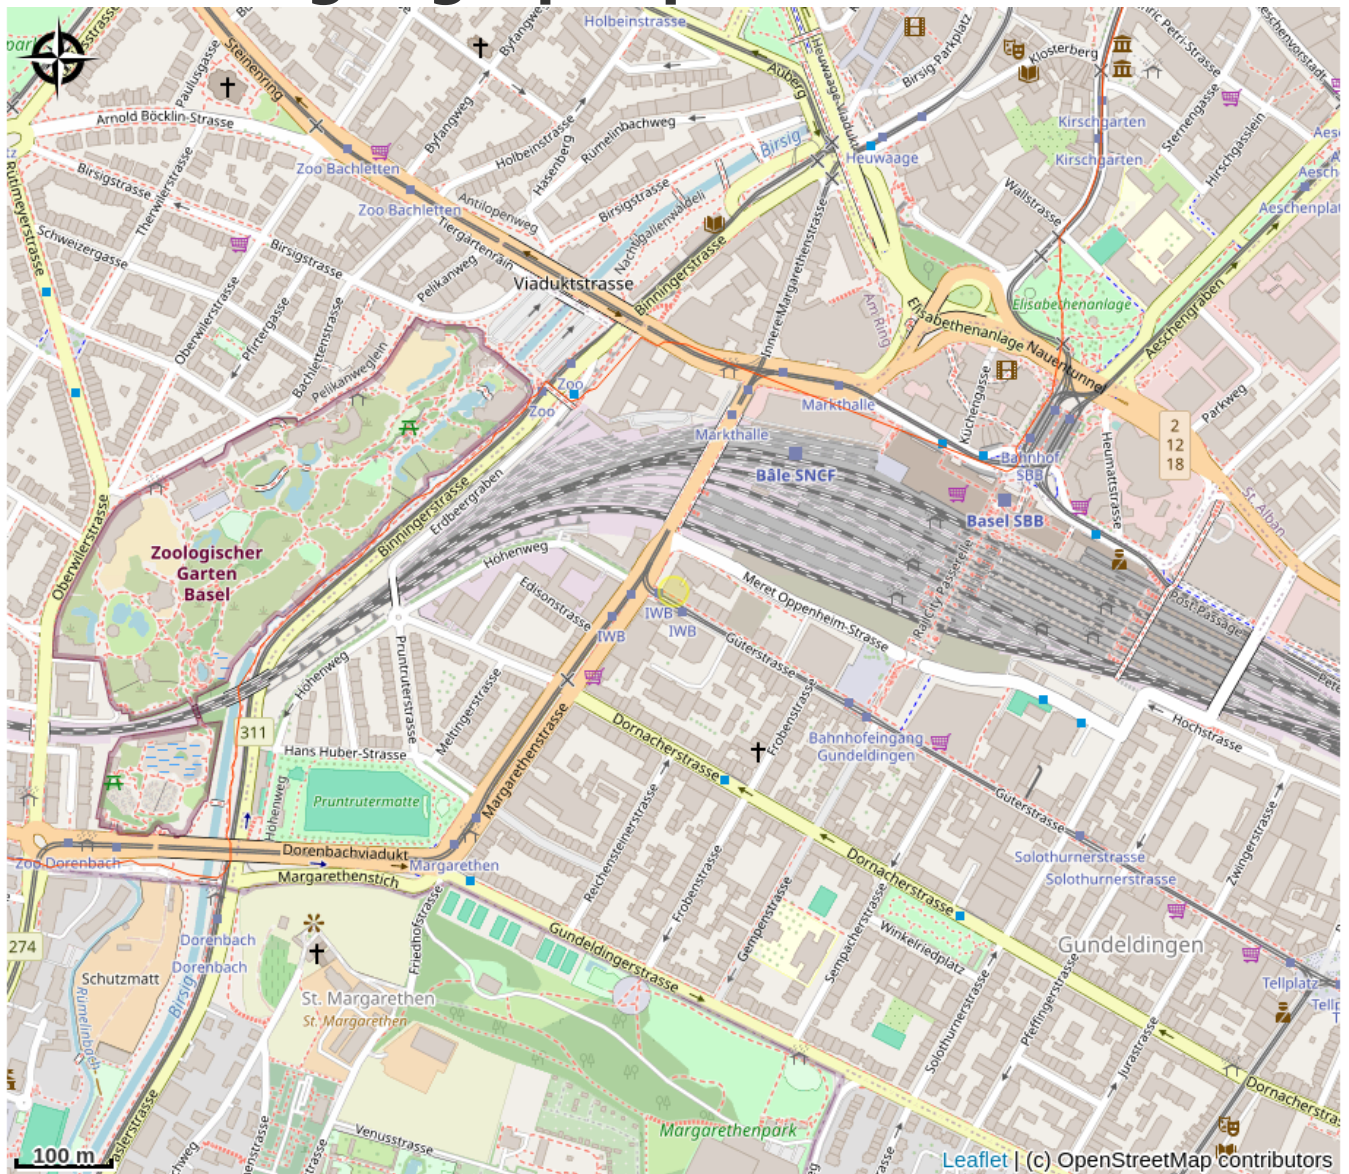 Holbeinstrasse
Byfangweg
Steinenring
Paulusgasse
Auberg
Heuwaage-Viadukt
Birsig-Parkplatz
Klosterberg
Arnold Böcklin-Strasse
Byfangweg
Holbeinstrasse
Rümelinbachweg
Hasenberg
Birsig
Heuwaage
Kirschgarten
Kirschgarten
Sternengasse
Hirschgässlein
Zoo Bachletten
Zoo Bachletten
Rütimeyerstrasse
Birsigstrasse
Therwilerstrasse
Antilopenweg
Birsigstrasse
Nachtigallenwäldeli
Wallstrasse
Aeschenplat
Schweizergasse
Birsigstrasse
Tiergartenrain
Pelikanweg
Viaduktstrasse
Binningerstrasse
Innere-Margarethenstrasse
Am Ring
Elisabethenanlage
Elisabethenanlage
Nauentunnel
Aeschengraben
Oberwilerstrasse
Pfirtergasse
Bachlettenstrasse
Pelikanweglein
Zoo
Zoo
Markthalle
Markthalle
Küchengasse
Parkweg
2
12
18
Bâle SNCF
Bahnhof
SBB
Basel SBB
Heumattstrasse
St. Alban
Binningerstrasse
Erdbeergraben
Oberwilerstrasse
Zoologischer
Garten
Basel
Höhenweg
Edisonstrasse
Meret Oppenheim-Strasse
RailCity Passerelle
Post-Passage
IWB
IWB
IWB
Güterstrasse
Höhenweg
Pruntruterstrasse
Meltingerstrasse
Frobenstrasse
Dornacherstrasse
Bahnhofeingang
Gundeldingen
Hochstrasse
311
Hans Huber-Strasse
Margarethenstrasse
Höhenweg
Pruntrutermatte
Güterstrasse
Zwingerstrasse
Reichensteinerstrasse
Dorenbachviadukt
Zoo Dorenbach
Margarethen
Margarethenstich
Dornacherstrasse
Solothurnerstrasse
Solothurnerstrasse
Frobenstrasse
Gempenstrasse
Sempacherstrasse
Friedhofstrasse
Gundeldingerstrasse
Winkelriedplatz
Gundeldingen
274
Dorenbach
Dorenbach
Schutzmatt
Birsig
Rümelinbach
St. Margarethen
St. Margarethen
Solothurnerstrasse
Pfeffingerstrasse
Jurastrasse
Tellplatz
Dornacherstra
Margarethenpark
Venusstrasse
100 m
Leaflet | (c) OpenStreetMap contributors